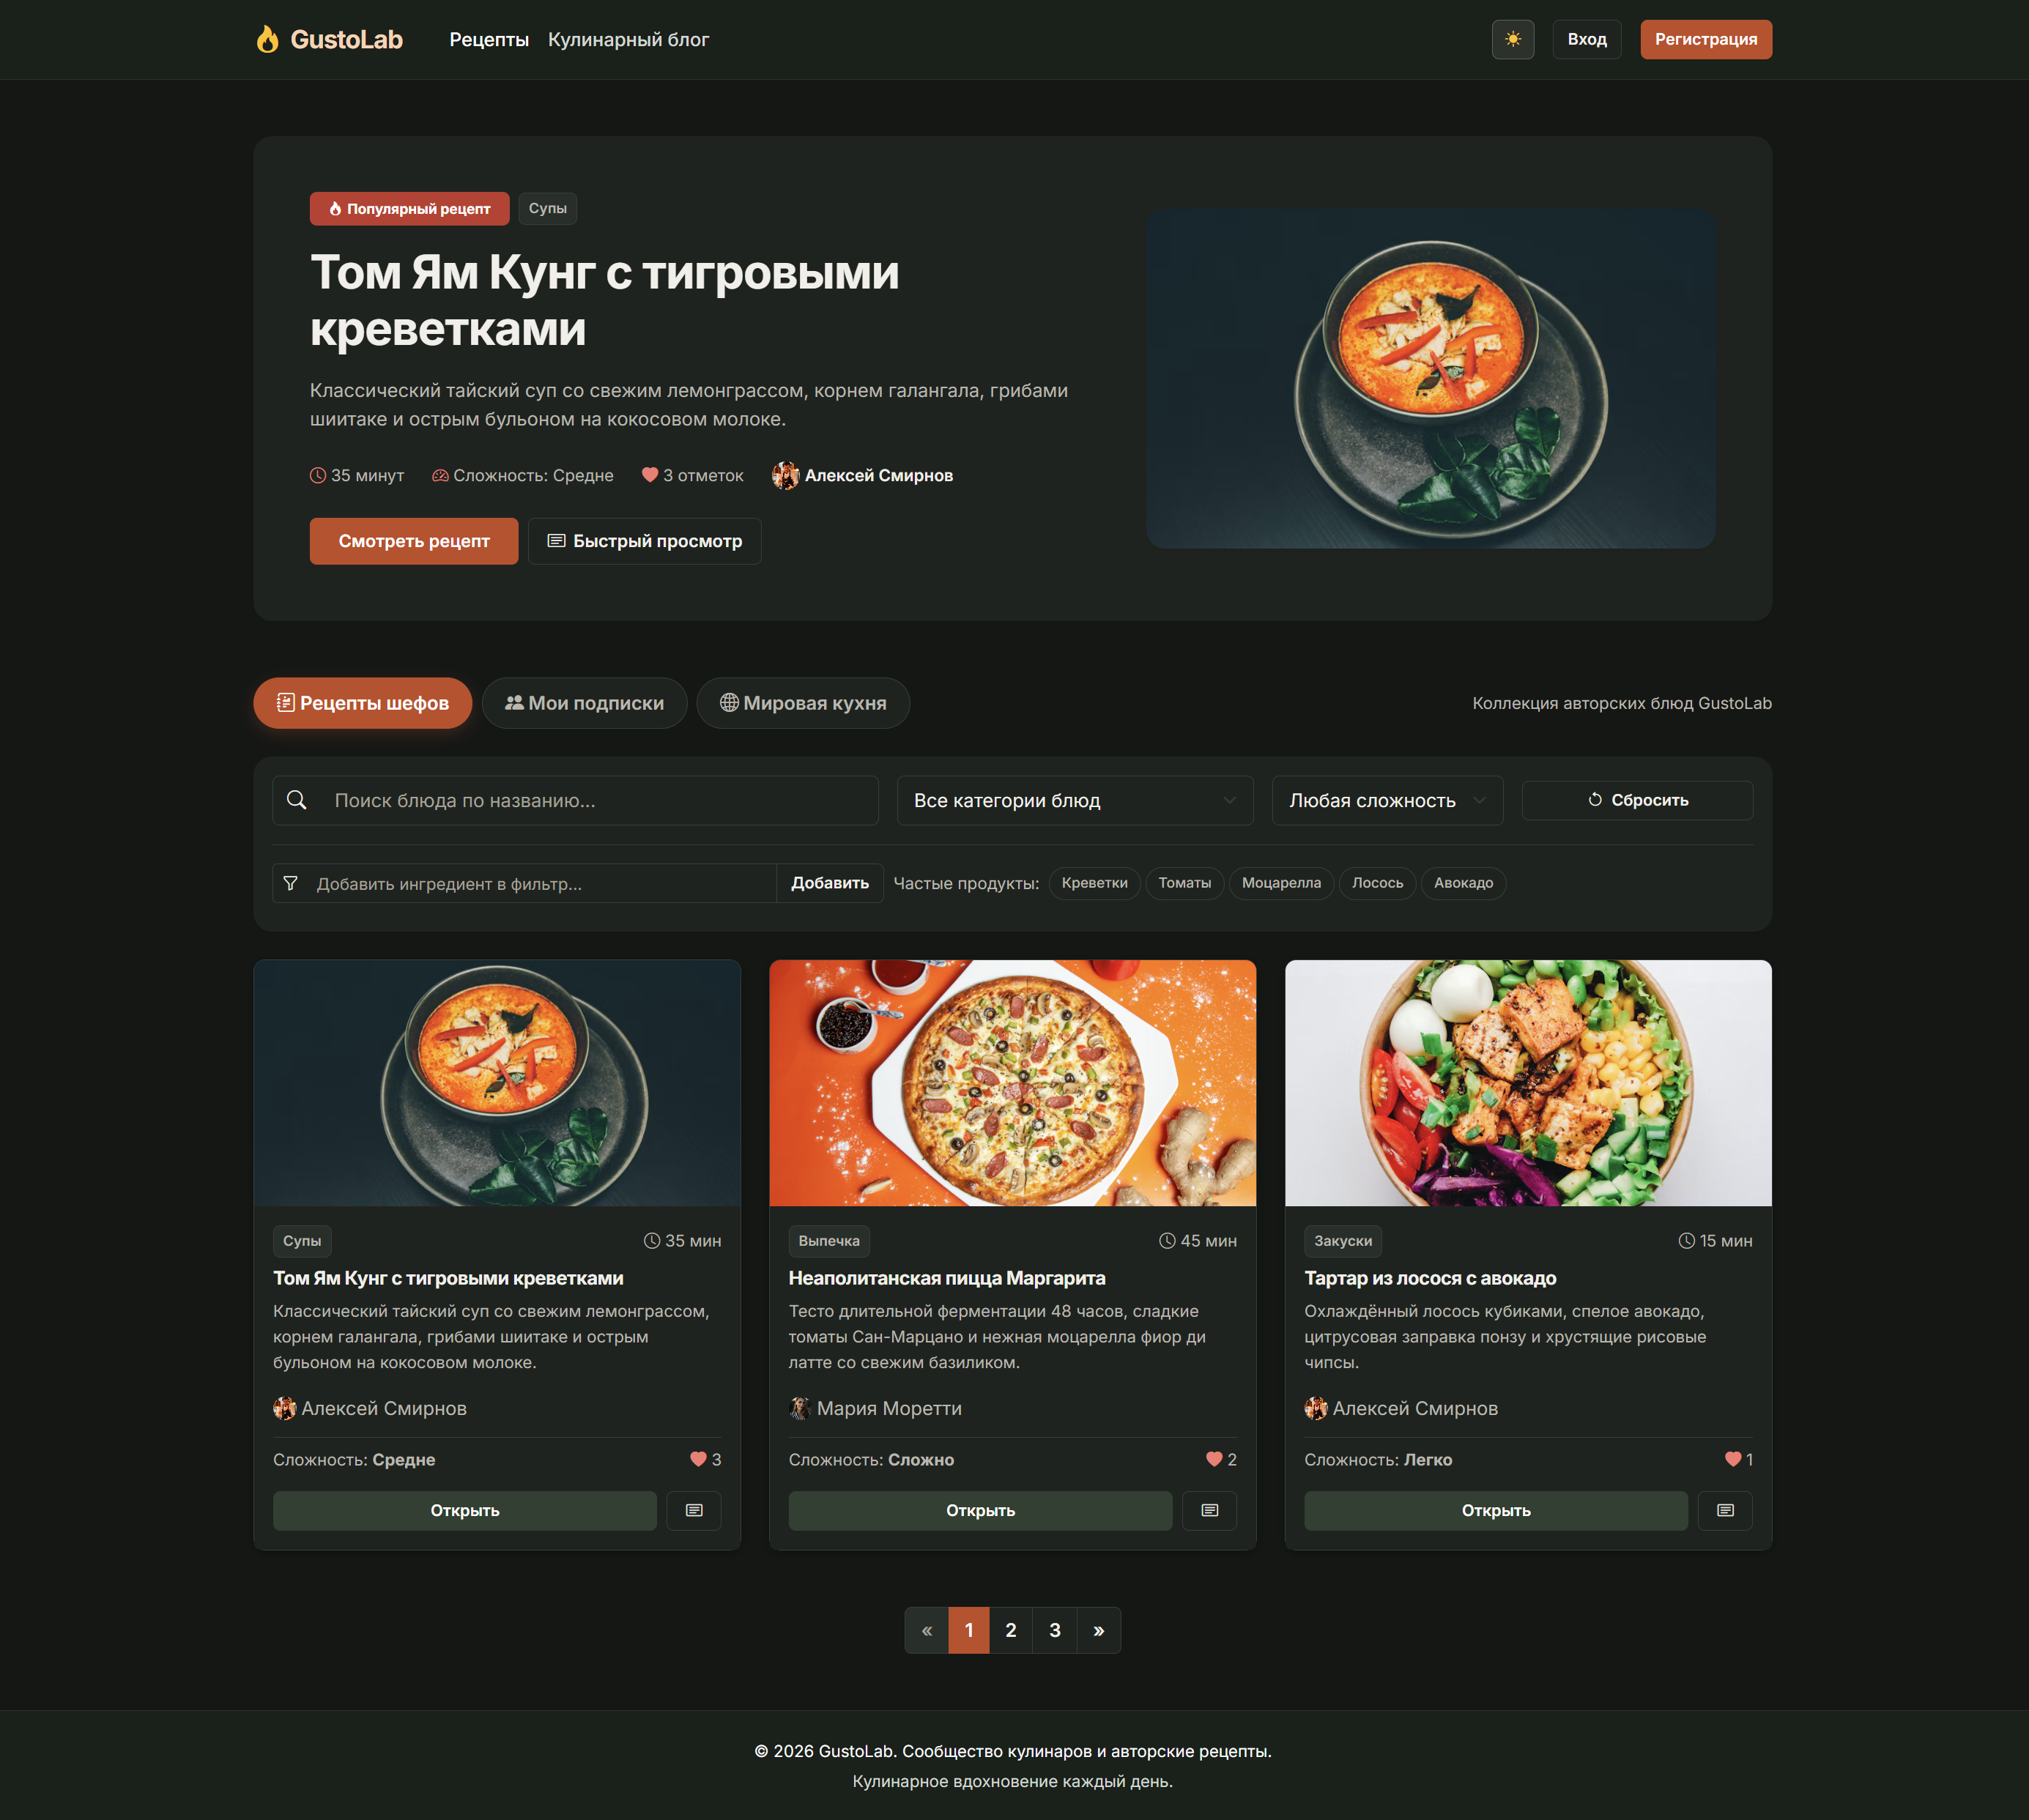 GustoLab
Рецепты
Кулинарный блог
Вход
Регистрация
Популярный рецепт
Супы
Том Ям Кунг с тигровыми
креветками
Классический тайский суп со свежим лемонграссом, корнем галангала, грибами
шиитаке и острым бульоном на кокосовом молоке.
35 минут
Сложность: Средне
3 отметок
Алексей Смирнов
Смотреть рецепт
Быстрый просмотр
Рецепты шефов
Мои подписки
Мировая кухня
Коллекция авторских блюд GustoLab
Поиск блюда по названию...
Все категории блюд
Любая сложность
Сбросить
Добавить ингредиент в фильтр...
Добавить
Частые продукты:
Креветки
Томаты
Моцарелла
Лосось
Авокадо
Супы
35 мин
Том Ям Кунг с тигровыми креветками
Классический тайский суп со свежим лемонграссом,
корнем галангала, грибами шиитаке и острым
бульоном на кокосовом молоке.
Алексей Смирнов
Сложность: Средне
3
Открыть
Выпечка
45 мин
Неаполитанская пицца Маргарита
Тесто длительной ферментации 48 часов, сладкие
томаты Сан-Марцано и нежная моцарелла фиор ди
латте со свежим базиликом.
Мария Моретти
Сложность: Сложно
2
Открыть
Закуски
15 мин
Тартар из лосося с авокадо
Охлаждённый лосось кубиками, спелое авокадо,
цитрусовая заправка понзу и хрустящие рисовые
чипсы.
Алексей Смирнов
Сложность: Легко
1
Открыть
« 1 2 3 »
© 2026 GustoLab. Сообщество кулинаров и авторские рецепты.
Кулинарное вдохновение каждый день.